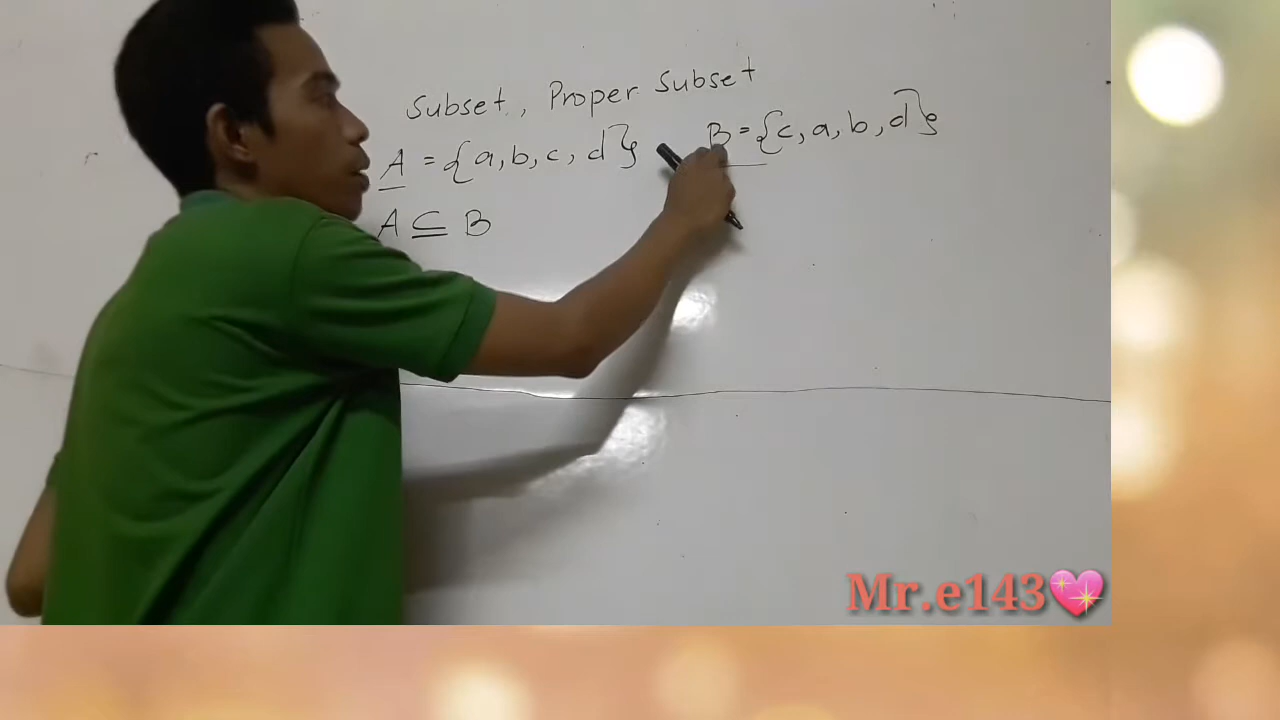 Subset, Proper Subset
A = {a, b, c, d} B = {c, a, b, d}
A ⊆ B
Mr.e143💖